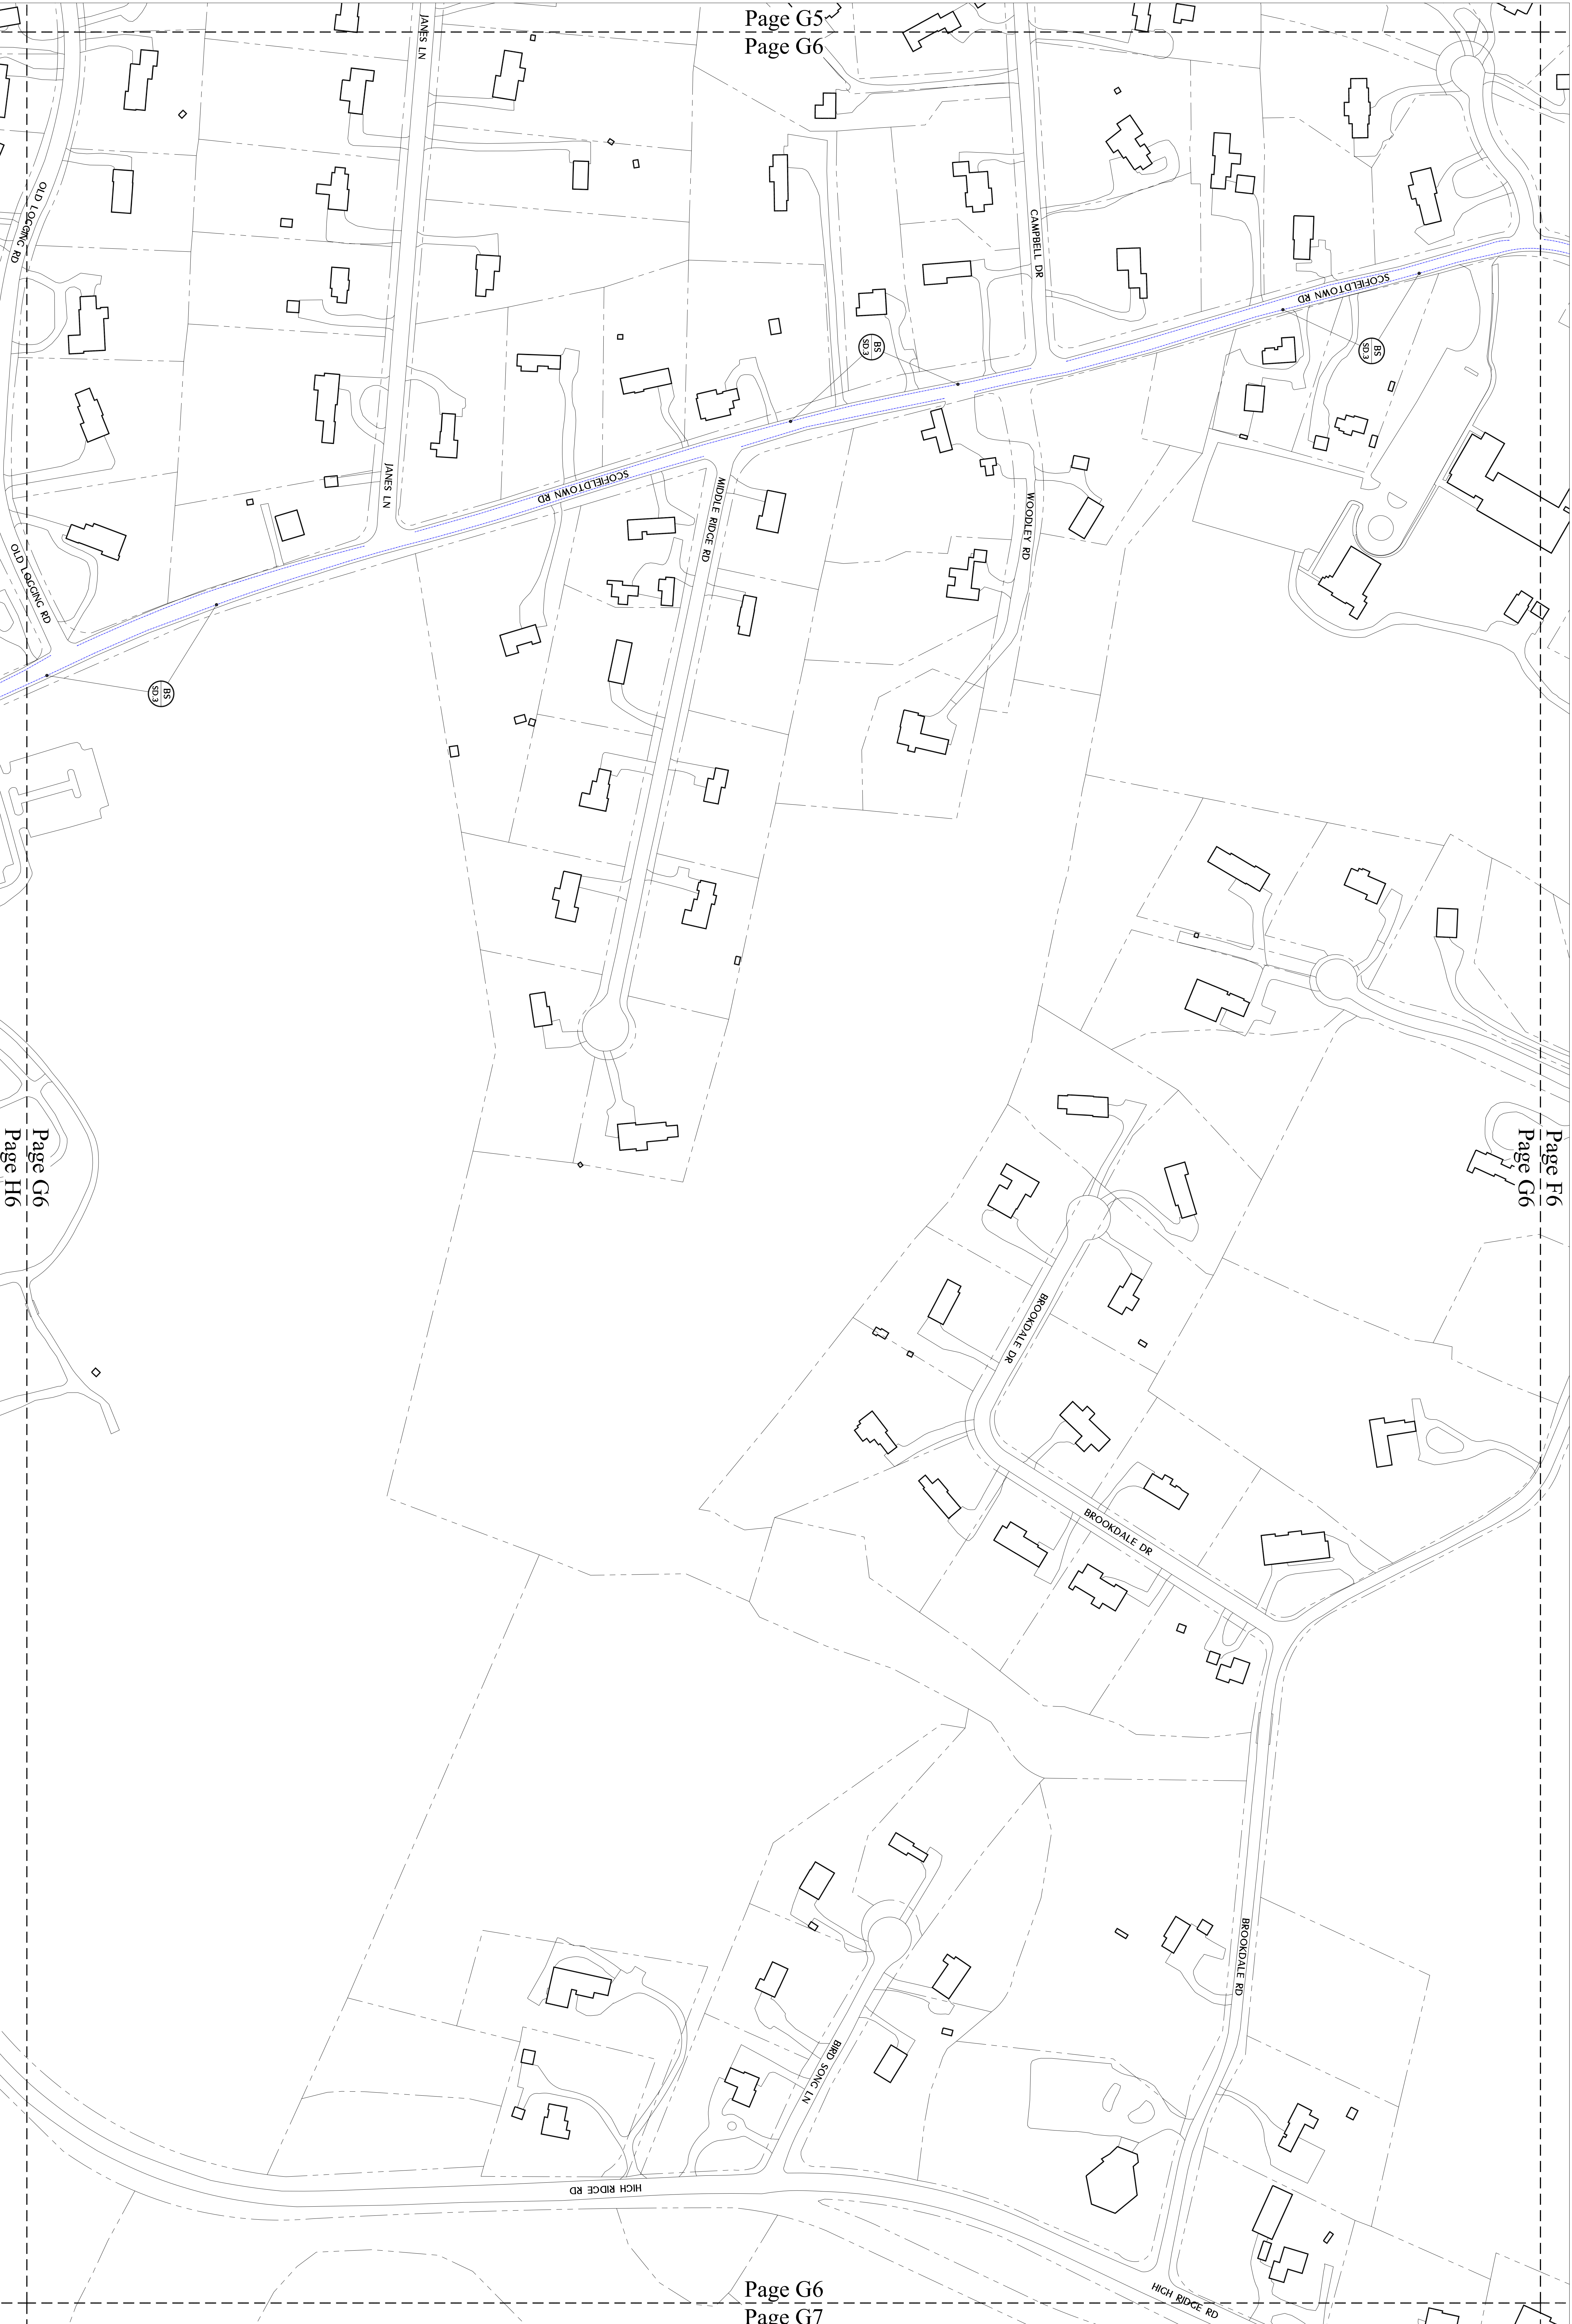 Page G5
Page G6
JANES LN
OLD LOGGING RD
CAMPBELL DR
SCOFIELDTOWN RD
BS
SD.3
BS
SD.3
JANES LN
SCOFIELDTOWN RD
MIDDLE RIDGE RD
WOODLEY RD
OLD LOGGING RD
BS
SD.3
Page G6
Page H6
Page F6
Page G6
BROOKDALE DR
BROOKDALE DR
BROOKDALE RD
BIRD SONG LN
HIGH RIDGE RD
HIGH RIDGE RD
Page G6
Page G7